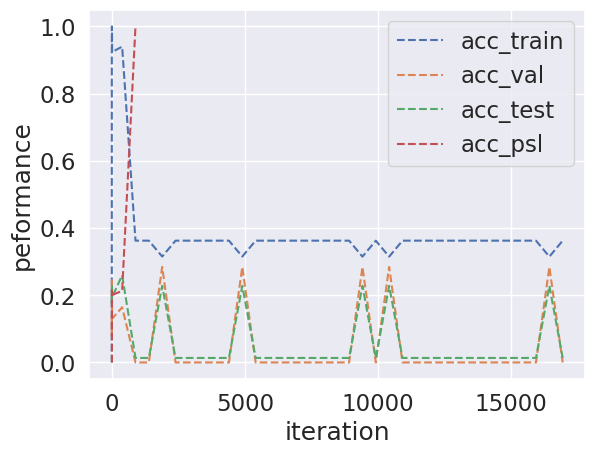 1.0
0.8
0.6
0.4
0.2
0.0
peformance
0
5000
10000
15000
iteration
acc_train
acc_val
acc_test
acc_psl